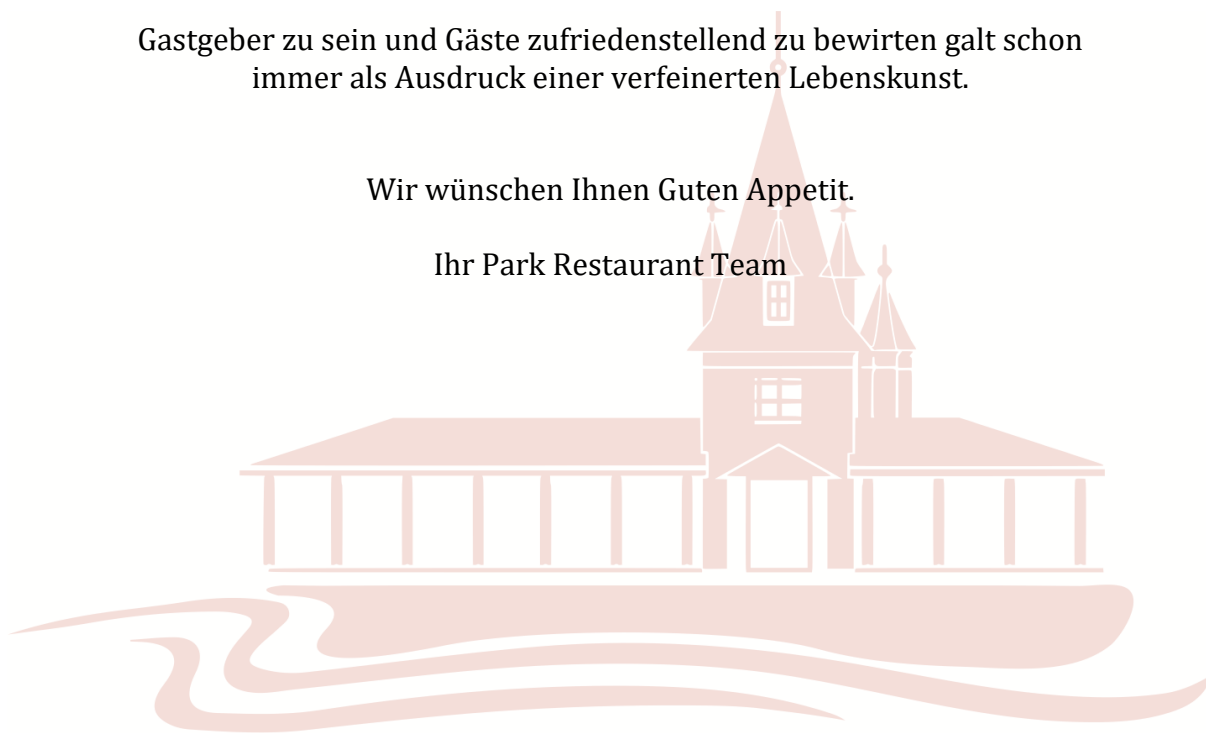 Gastgeber zu sein und Gäste zufriedenstellend zu bewirten galt schon
immer als Ausdruck einer verfeinerten Lebenskunst.
Wir wünschen Ihnen Guten Appetit.
Ihr Park Restaurant Team